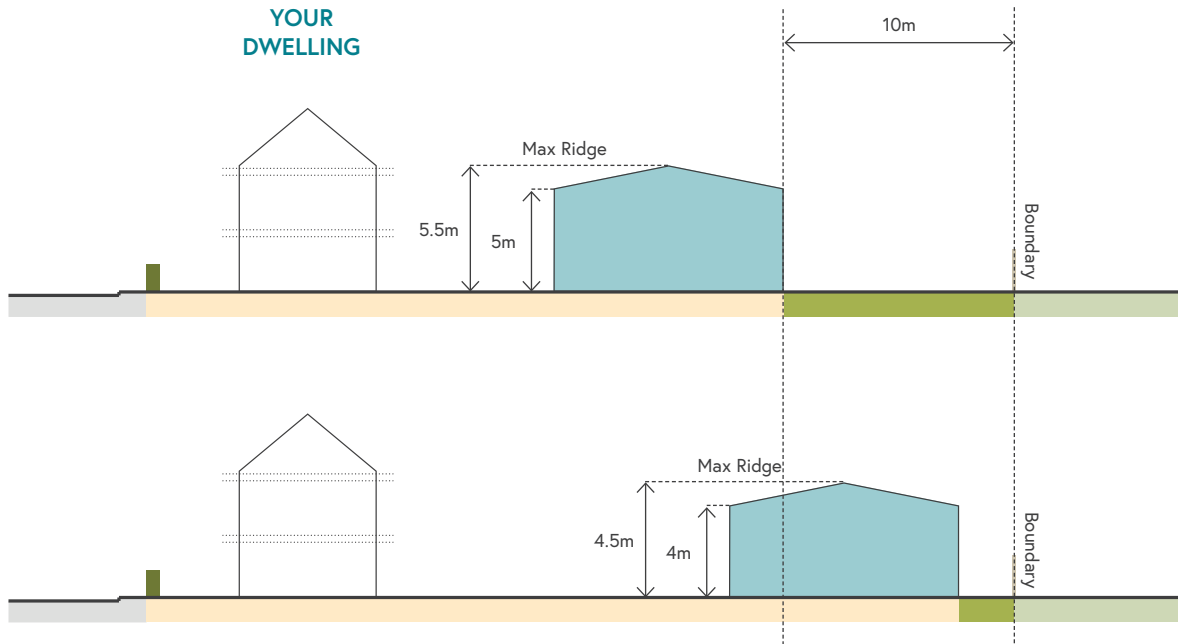 YOUR
DWELLING
10m
Max Ridge
5.5m
5m
Boundary
Max Ridge
4.5m
4m
Boundary